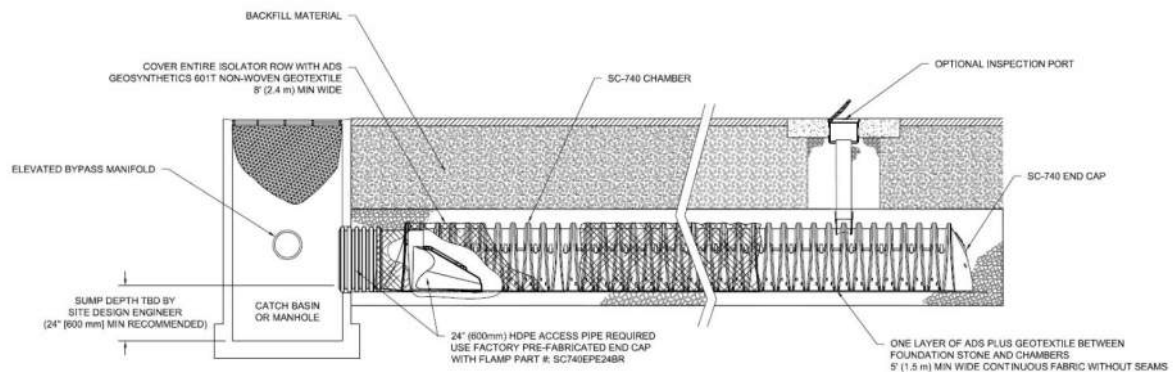 BACKFILL MATERIAL
COVER ENTIRE ISOLATOR ROW WITH ADS
GEOSYNTHETICS 601T NON-WOVEN GEOTEXTILE
8' (2.4 m) MIN WIDE
SC-740 CHAMBER
OPTIONAL INSPECTION PORT
ELEVATED BYPASS MANIFOLD
SC-740 END CAP
SUMP DEPTH TBD BY
SITE DESIGN ENGINEER
(24" [600 mm] MIN RECOMMENDED)
CATCH BASIN
OR MANHOLE
24" (600mm) HDPE ACCESS PIPE REQUIRED
USE FACTORY PRE-FABRICATED END CAP
WITH FLAMP PART #: SC740EPE24BR
ONE LAYER OF ADS PLUS GEOTEXTILE BETWEEN
FOUNDATION STONE AND CHAMBERS
5' (1.5 m) MIN WIDE CONTINUOUS FABRIC WITHOUT SEAMS